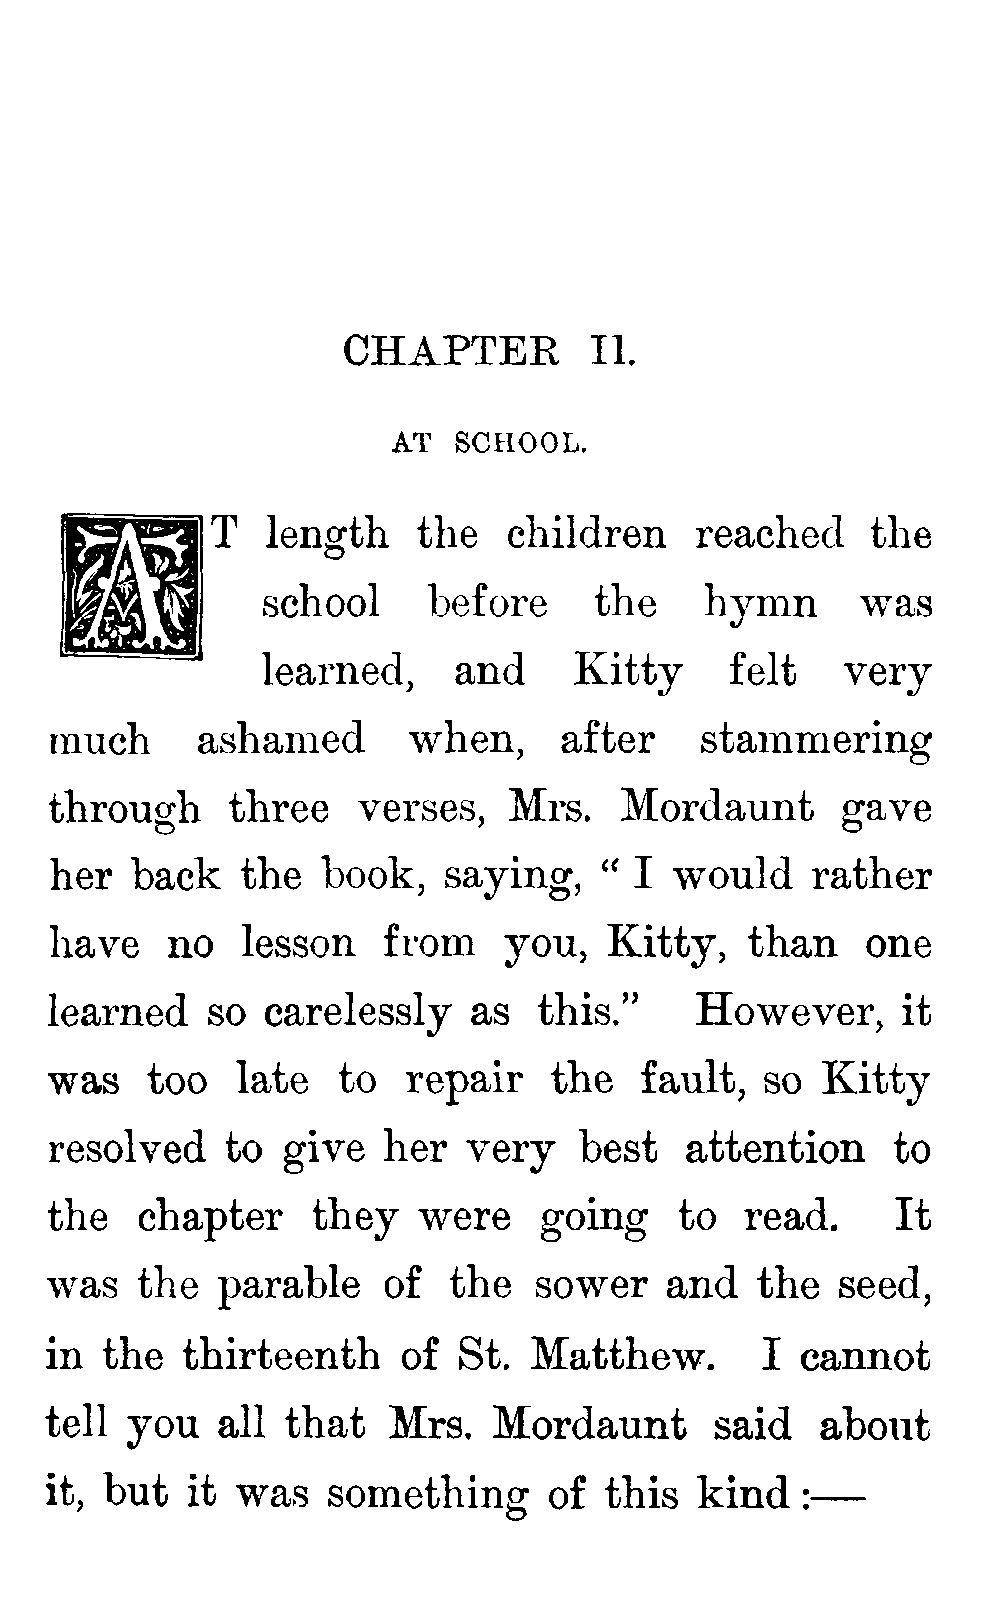 CHAPTER II.
AT SCHOOL.
AT length the children reached the
school before the hymn was
learned, and Kitty felt very
much ashamed when, after stammering
through three verses, Mrs. Mordaunt gave
her back the book, saying, “ I would rather
have no lesson from you, Kitty, than one
learned so carelessly as this.” However, it
was too late to repair the fault, so Kitty
resolved to give her very best attention to
the chapter they were going to read. It
was the parable of the sower and the seed,
in the thirteenth of St. Matthew. I cannot
tell you all that Mrs. Mordaunt said about
it, but it was something of this kind :—